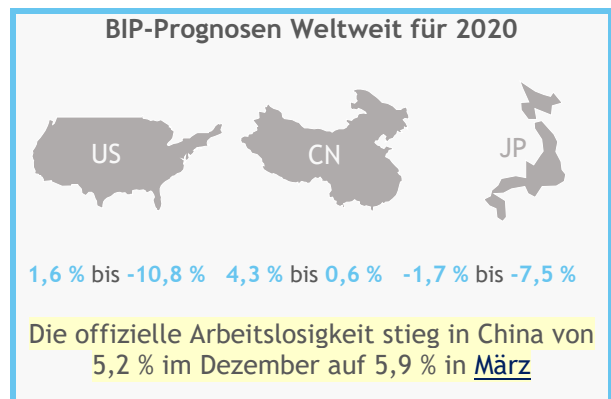 BIP-Prognosen Weltweit für 2020
US CN JP
1,6 % bis -10,8 % 4,3 % bis 0,6 % -1,7 % bis -7,5 %
Die offizielle Arbeitslosigkeit stieg in China von
5,2 % im Dezember auf 5,9 % in März